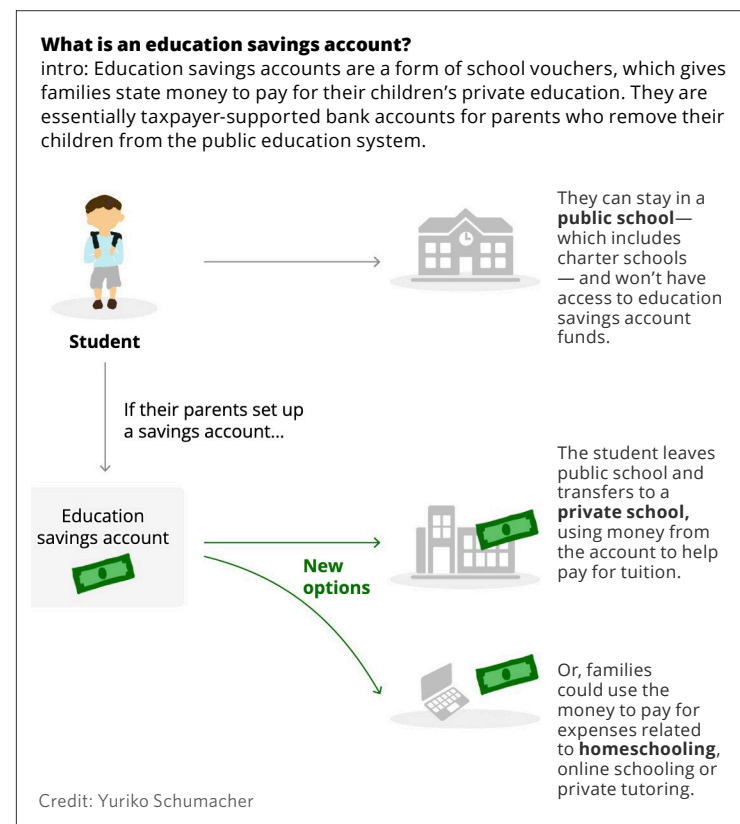 What is an education savings account?
intro: Education savings accounts are a form of school vouchers, which gives
families state money to pay for their children’s private education. They are
essentially taxpayer-supported bank accounts for parents who remove their
children from the public education system.
They can stay in a
public school—
which includes
charter schools
— and won’t have
access to education
savings account
funds.
Student
If their parents set up
a savings account...
The student leaves
public school and
transfers to a
private school,
using money from
the account to help
pay for tuition.
Education
savings account
New
options
Or, families
could use the
money to pay for
expenses related
to homeschooling,
online schooling or
private tutoring.
Credit: Yuriko Schumacher